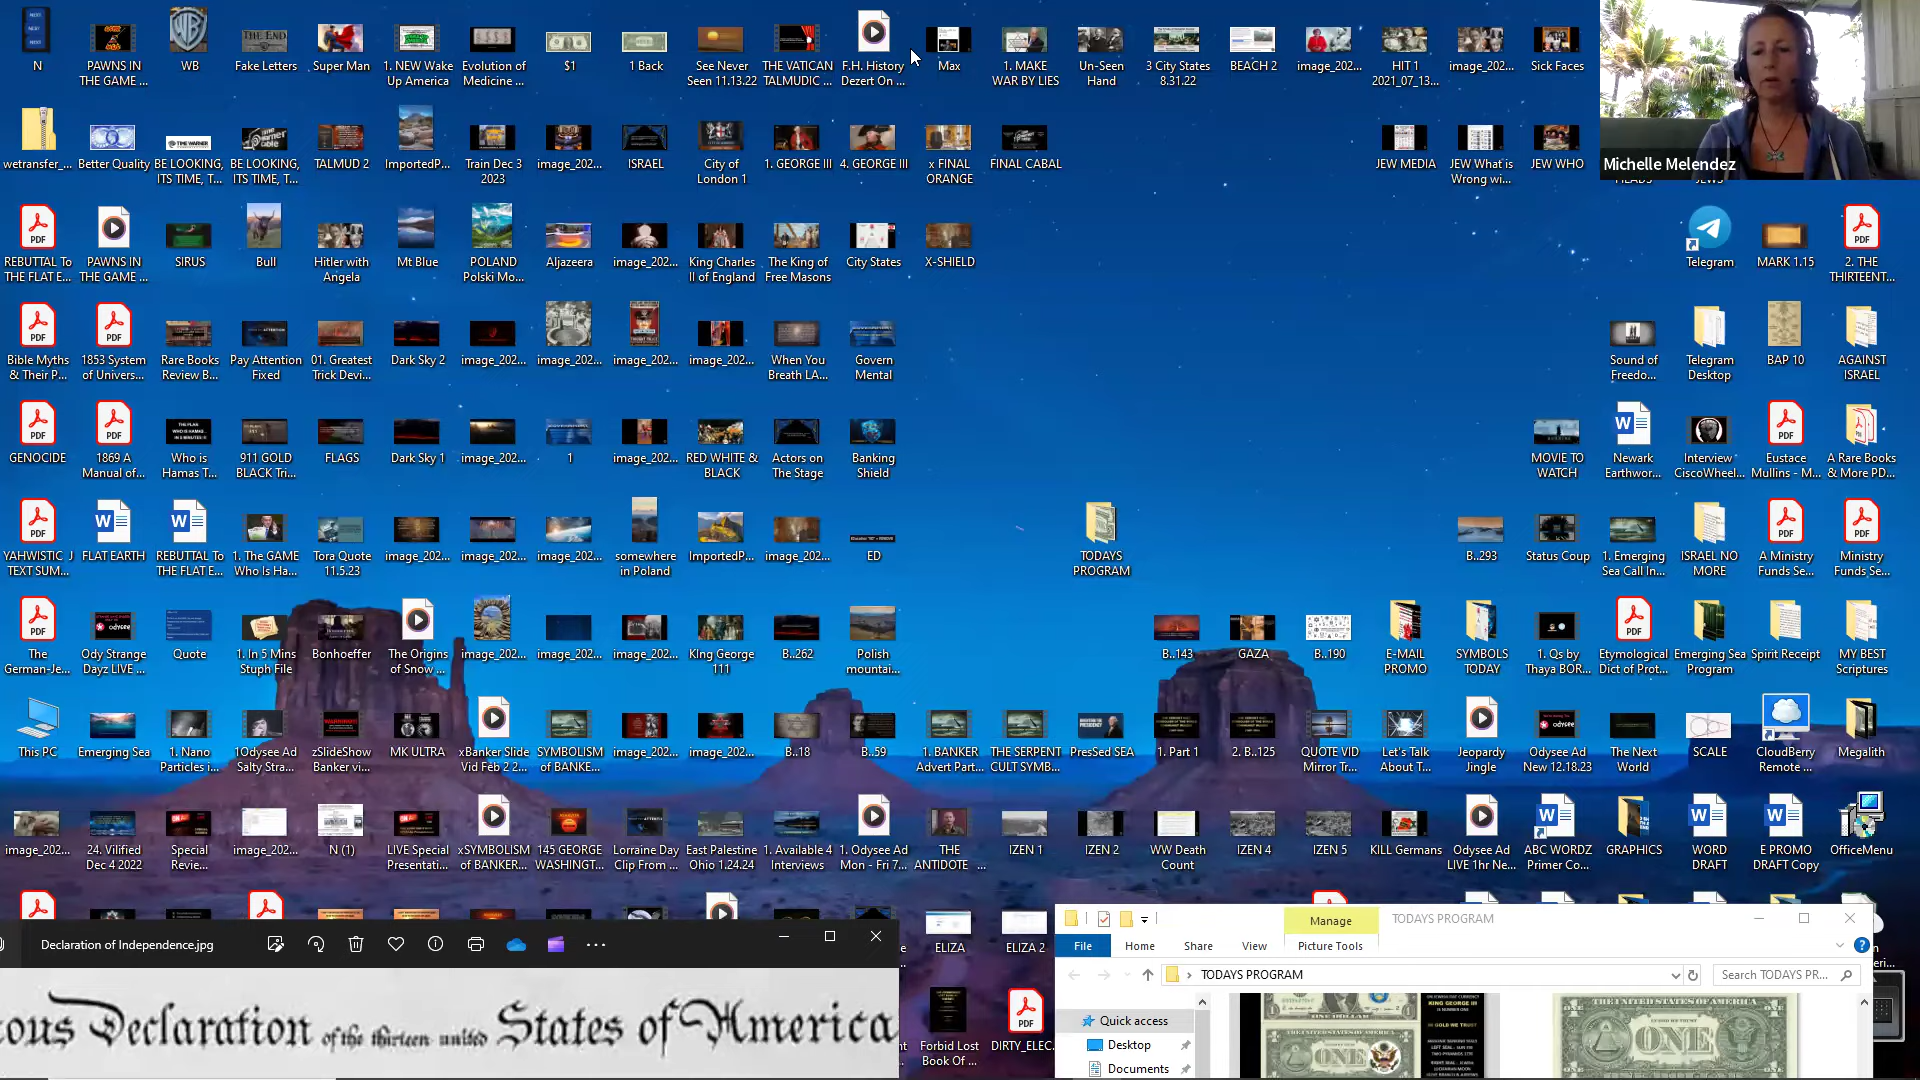 N
PAWNS IN
THE GAME ...
WB
Fake Letters
Super Man
1. NEW Wake
Up America
Evolution of
Medicine ...
$1
1 Back
See Never
Seen 11.13.22
THE VATICAN
TALMUDIC ...
F.H. History
Dezert On ...
Max
1. MAKE
WAR BY LIES
Un-Seen
Hand
3 City States
8.31.22
BEACH 2
image_202...
HIT 1
2021_07_13...
image_202...
Sick Faces
Michelle Melendez
wetransfer_...
Better Quality
BE LOOKING,
ITS TIME, T...
BE LOOKING,
ITS TIME, T...
TALMUD 2
ImportedP...
Train Dec 3
2023
image_202...
ISRAEL
City of
London 1
1. GEORGE III
4. GEORGE III
x FINAL
ORANGE
FINAL CABAL
JEW MEDIA
JEW What is
Wrong wi...
JEW WHO
REBUTTAL To
THE FLAT E...
PAWNS IN
THE GAME ...
SIRUS
Bull
Hitler with
Angela
Mt Blue
POLAND
Polski Mo...
Aljazeera
image_202...
King Charles
II of England
The King of
Free Masons
City States
X-SHIELD
Telegram
MARK 1.15
2. THE
THIRTEENT...
Bible Myths
& Their P...
1853 System
of Univers...
Rare Books
Review B...
Pay Attention
Fixed
01. Greatest
Trick Devi...
Dark Sky 2
image_202...
image_202...
image_202...
image_202...
When You
Breath LA...
Govern
Mental
Sound of
Freedo...
Telegram
Desktop
BAP 10
AGAINST
ISRAEL
GENOCIDE
1869 A
Manual of...
Who is
Hamas T...
911 GOLD
BLACK Tri...
FLAGS
Dark Sky 1
image_202...
1
image_202...
RED WHITE &
BLACK
Actors on
The Stage
Banking
Shield
MOVIE TO
WATCH
Newark
Earthwor...
Interview
CiscoWheel...
Eustace
Mullins - M...
A Rare Books
& More PD...
YAHWISTIC J
TEXT SUM...
FLAT EARTH
REBUTTAL To
THE FLAT E...
1. The GAME
Who Is Ha...
Tora Quote
11.5.23
image_202...
image_202...
image_202...
somewhere
in Poland
ImportedP...
image_202...
ED
TODAYS
PROGRAM
B..293
Status Coup
1. Emerging
Sea Call In...
ISRAEL NO
MORE
A Ministry
Funds Se...
Ministry
Funds Se...
The
German-Je...
Ody Strange
Dayz LIVE ...
Quote
1. In 5 Mins
Stuph File
Bonhoeffer
The Origins
of Snow ...
image_202...
image_202...
image_202...
KIng George
111
B..262
Polish
mountai...
B..143
GAZA
B..190
E-MAIL
PROMO
SYMBOLS
TODAY
1. Qs by
Thaya BOR...
Etymological
Dict of Prot...
Emerging Sea
Program
Spirit Receipt
MY BEST
Scriptures
This PC
Emerging Sea
1. Nano
Particles i...
1Odysee Ad
Salty Stra...
zSlideShow
Banker vi...
MK ULTRA
xBanker Slide
Vid Feb 2 2...
SYMBOLISM
of BANKE...
image_202...
image_202...
B..18
B..59
1. BANKER
Advert Part...
THE SERPENT
CULT SYMB...
PresSed SEA
1. Part 1
2. B..125
QUOTE VID
Mirror Tr...
Let's Talk
About T...
Jeopardy
Jingle
Odysee Ad
New 12.18.23
The Next
World
SCALE
CloudBerry
Remote ...
Megalith
image_202...
24. Vilified
Dec 4 2022
Special
Revie...
image_202...
N (1)
LIVE Special
Presentati...
xSYMBOLISM
of BANKER...
145 GEORGE
WASHINGT...
Lorraine Day
Clip From ...
East Palestine
Ohio 1.24.24
1. Available 4
Interviews
1. Odysee Ad
Mon - Fri 7...
THE
ANTIDOTE ...
IZEN 1
IZEN 2
WW Death
Count
IZEN 4
IZEN 5
KILL Germans
Odysee Ad
LIVE 1hr Ne...
ABC WORDZ
Primer Co...
GRAPHICS
WORD
DRAFT
E PROMO
DRAFT Copy
OfficeMenu
Declaration of Independence.jpg
Declaration of the thirteen united States of America
ELIZA
ELIZA 2
Forbid Lost
Book Of ...
DIRTY_ELEC...
Manage
TODAYS PROGRAM
File
Home
Share
View
Picture Tools
TODAYS PROGRAM
Search TODAYS PR...
Quick access
Desktop
Documents
KING GEORGE III
IN GOLD WE TRUST
THE UNITED STATES OF AMERICA
ONE
THE UNITED STATES OF AMERICA
ONE